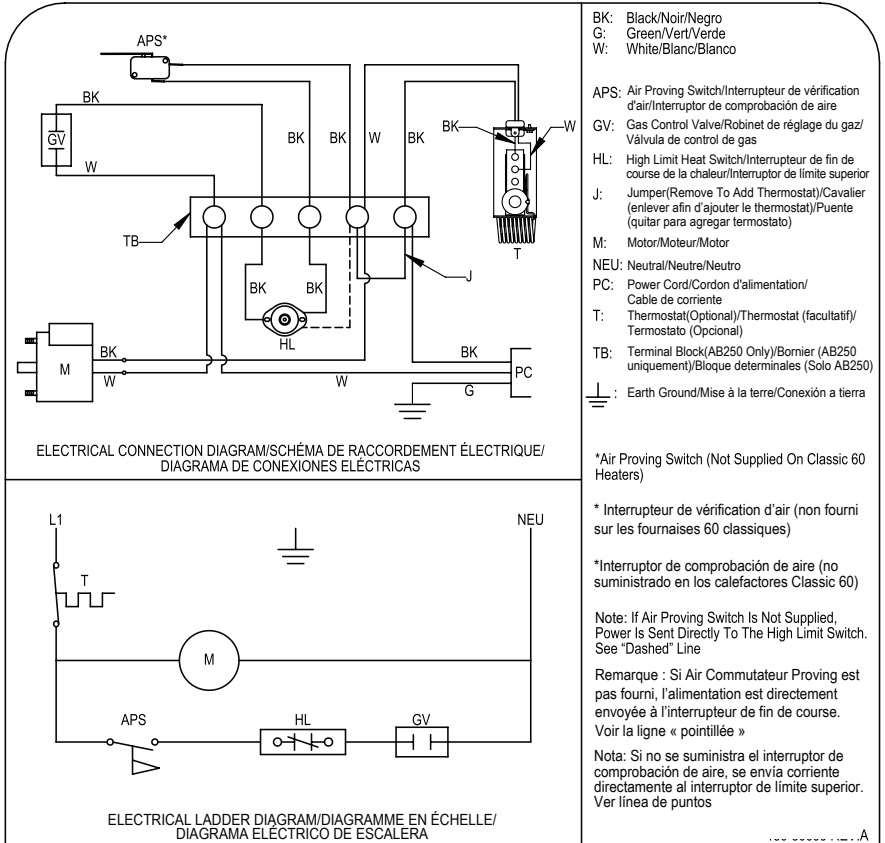 APS*
BK
GV
W
BK
BK
W
BK
BK
W
T
TB
J
BK
BK
HL
M
BK
W
W
BK
PC
G
ELECTRICAL CONNECTION DIAGRAM/SCHÉMA DE RACCORDEMENT ÉLECTRIQUE/
DIAGRAMA DE CONEXIONES ELÉCTRICAS
L1
NEU
T
M
APS
HL
GV
ELECTRICAL LADDER DIAGRAM/DIAGRAMME EN ÉCHELLE/
DIAGRAMA ELÉCTRICO DE ESCALERA
BK: Black/Noir/Negro
G: Green/Vert/Verde
W: White/Blanc/Blanco
APS: Air Proving Switch/Interrupteur de vérification
d'air/Interruptor de comprobación de aire
GV: Gas Control Valve/Robinet de réglage du gaz/
Válvula de control de gas
HL: High Limit Heat Switch/Interrupteur de fin de
course de la chaleur/Interruptor de límite superior
J: Jumper(Remove To Add Thermostat)/Cavalier
(enlever afin d'ajouter le thermostat)/Puente
(quitar para agregar termostato)
M: Motor/Moteur/Motor
NEU: Neutral/Neutre/Neutro
PC: Power Cord/Cordon d'alimentation/
Cable de corriente
T: Thermostat(Optional)/Thermostat (facultatif)/
Termostato (Opcional)
TB: Terminal Block(AB250 Only)/Bornier (AB250
uniquement)/Bloque determinales (Solo AB250)
: Earth Ground/Mise à la terre/Conexión a tierra
*Air Proving Switch (Not Supplied On Classic 60
Heaters)
* Interrupteur de vérification d'air (non fourni
sur les fournaises 60 classiques)
*Interruptor de comprobación de aire (no
suministrado en los calefactores Classic 60)
Note: If Air Proving Switch Is Not Supplied,
Power Is Sent Directly To The High Limit Switch.
See “Dashed” Line
Remarque : Si Air Commutateur Proving est
pas fourni, l'alimentation est directement
envoyée à l'interrupteur de fin de course.
Voir la ligne « pointillée »
Nota: Si no se suministra el interruptor de
comprobación de aire, se envía corriente
directamente al interruptor de límite superior.
Ver línea de puntos
A